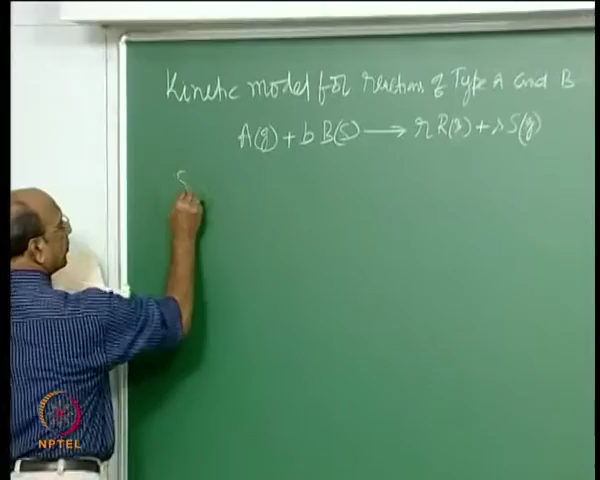 Kinetic model for reactions of Type A and B
A(g) + b B(s) → r R(s) + s S(g)
S
NPTEL